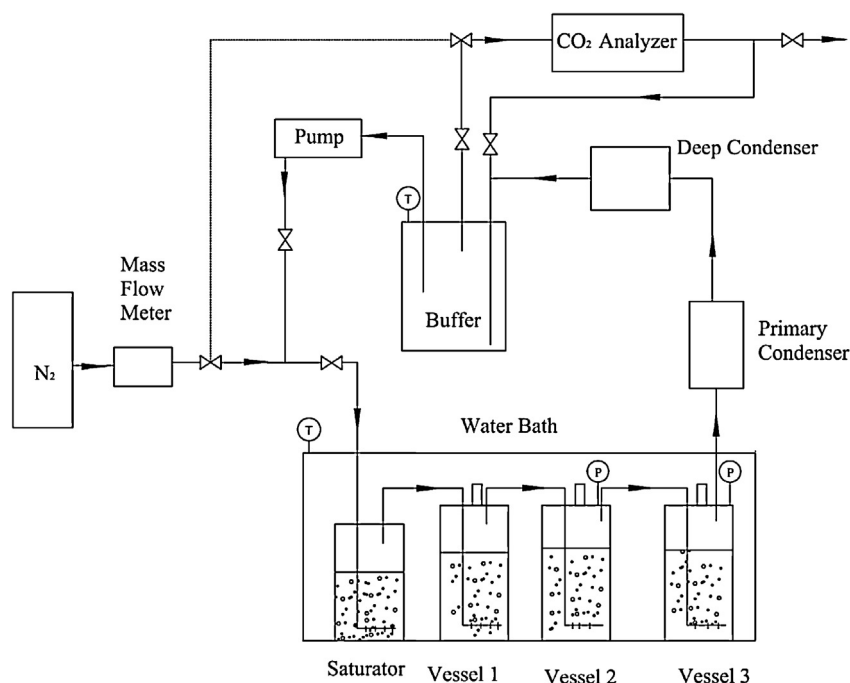 CO₂ Analyzer
Pump
Deep Condenser
T
Mass
Flow
Meter
Buffer
Primary
Condenser
N₂
Water Bath
T
P
P
Saturator
Vessel 1
Vessel 2
Vessel 3